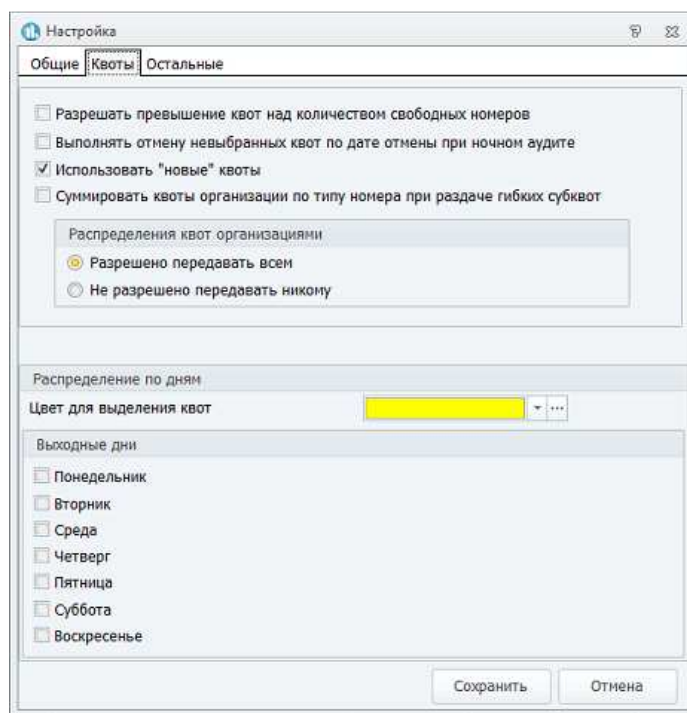 Настройка
Общие Квоты Остальные
Разрешать превышение квот над количеством свободных номеров
Выполнять отмену невыбранных квот по дате отмены при ночном аудите
Использовать "новые" квоты
Суммировать квоты организации по типу номера при раздаче гибких субквот
Распределения квот организациями
Разрешено передавать всем
Не разрешено передавать никому
Распределение по дням
Цвет для выделения квот
Выходные дни
Понедельник
Вторник
Среда
Четверг
Пятница
Суббота
Воскресенье
Сохранить Отмена